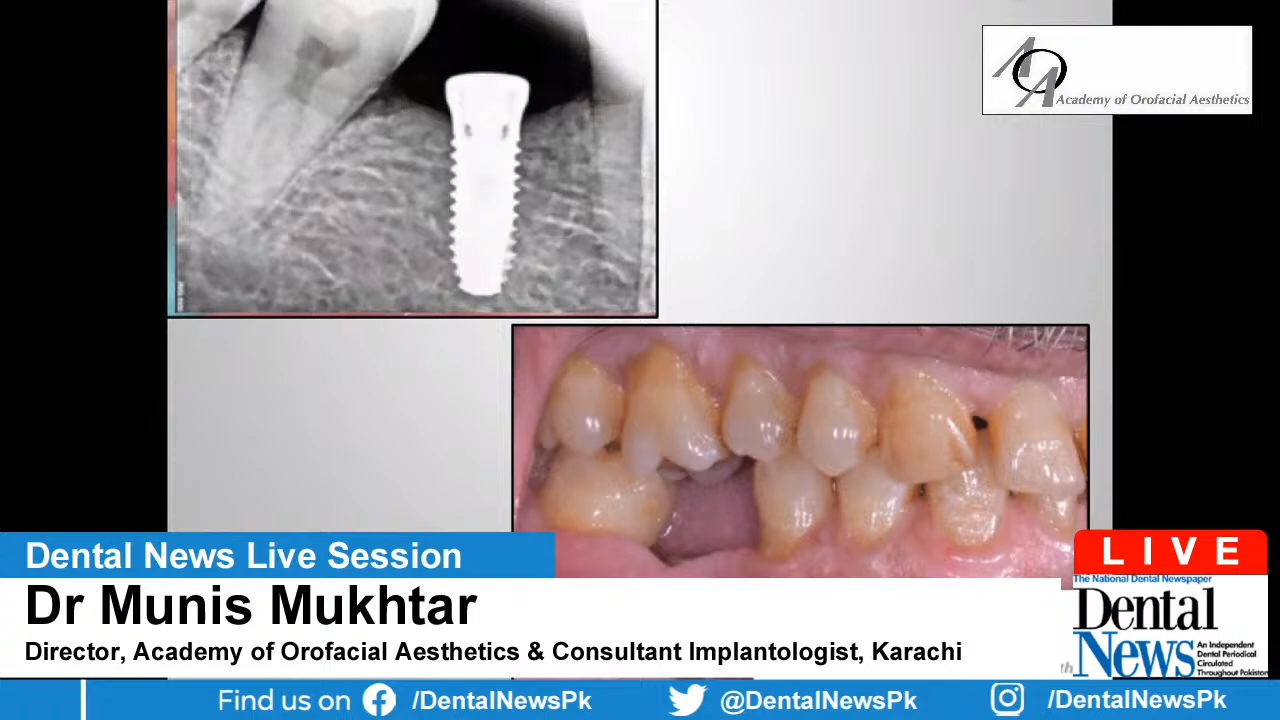 AOA
Academy of Orofacial Aesthetics
Dental News Live Session
LIVE
Dr Munis Mukhtar
Director, Academy of Orofacial Aesthetics & Consultant Implantologist, Karachi
The National Dental Newspaper
Dental
News
An Independent
Dental Periodical
Circulated
Throughout Pakistan
Find us on /DentalNewsPk @DentalNewsPk /DentalNewsPk